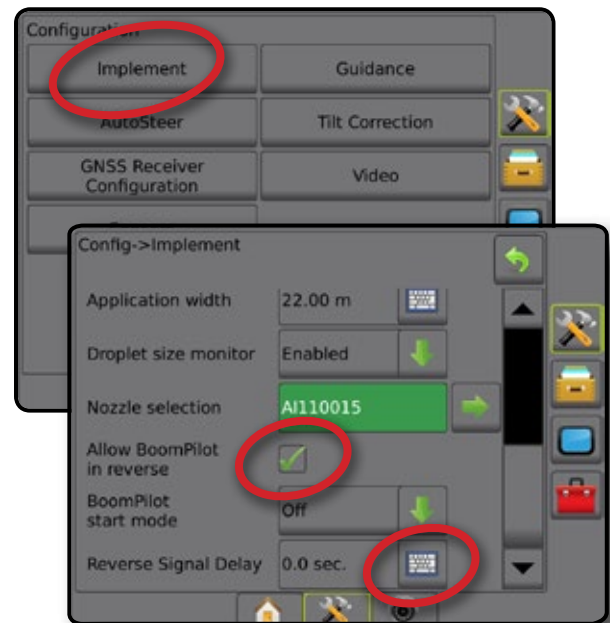 Configuration
Implement
Guidance
AutoSteer
Tilt Correction
GNSS Receiver
Configuration
Video
Config->Implement
Application width
22.00 m
Droplet size monitor
Enabled
Nozzle selection
AI110015
Allow BoomPilot
in reverse
BoomPilot
start mode
Off
Reverse Signal Delay
0.0 sec.